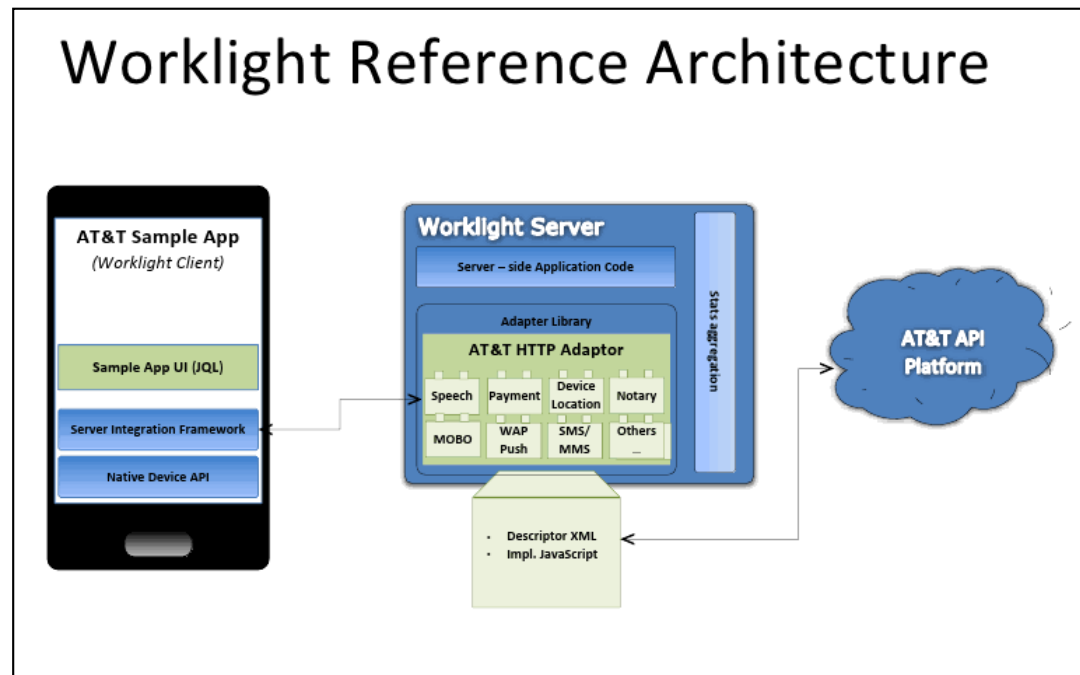 Worklight Reference Architecture
AT&T Sample App
(Worklight Client)
Sample App UI (JQL)
Server Integration Framework
Native Device API
Worklight Server
Server – side Application Code
Adapter Library
AT&T HTTP Adaptor
Speech
Payment
Device
Location
Notary
MOBO
WAP
Push
SMS/
MMS
Others
...
Stats aggregation
• Descriptor XML
• Impl. JavaScript
AT&T API
Platform